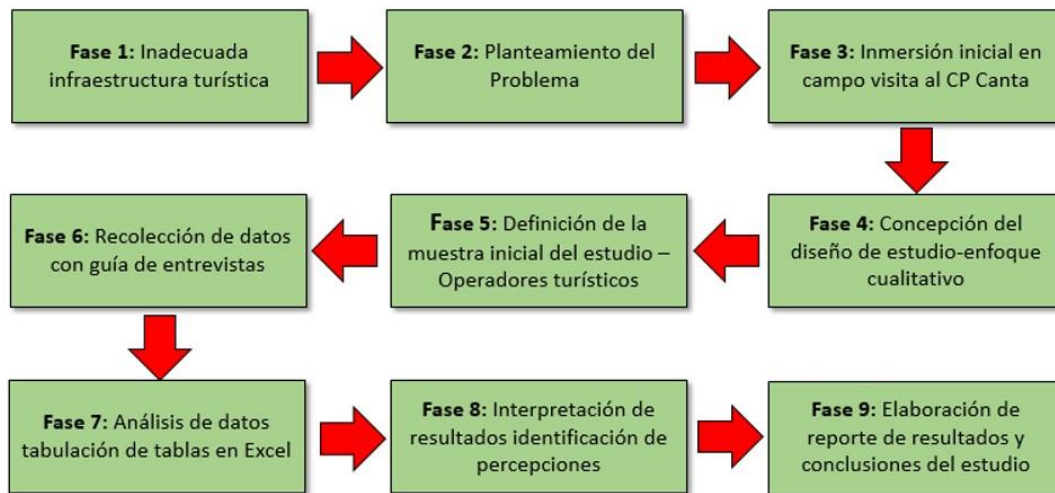 Fase 1: Inadecuada
infraestructura turística
Fase 2: Planteamiento del
Problema
Fase 3: Inmersión inicial en
campo visita al CP Canta
Fase 4: Concepción del
diseño de estudio-enfoque
cualitativo
Fase 5: Definición de la
muestra inicial del estudio –
Operadores turísticos
Fase 6: Recolección de datos
con guía de entrevistas
Fase 7: Análisis de datos
tabulación de tablas en Excel
Fase 8: Interpretación de
resultados identificación de
percepciones
Fase 9: Elaboración de
reporte de resultados y
conclusiones del estudio